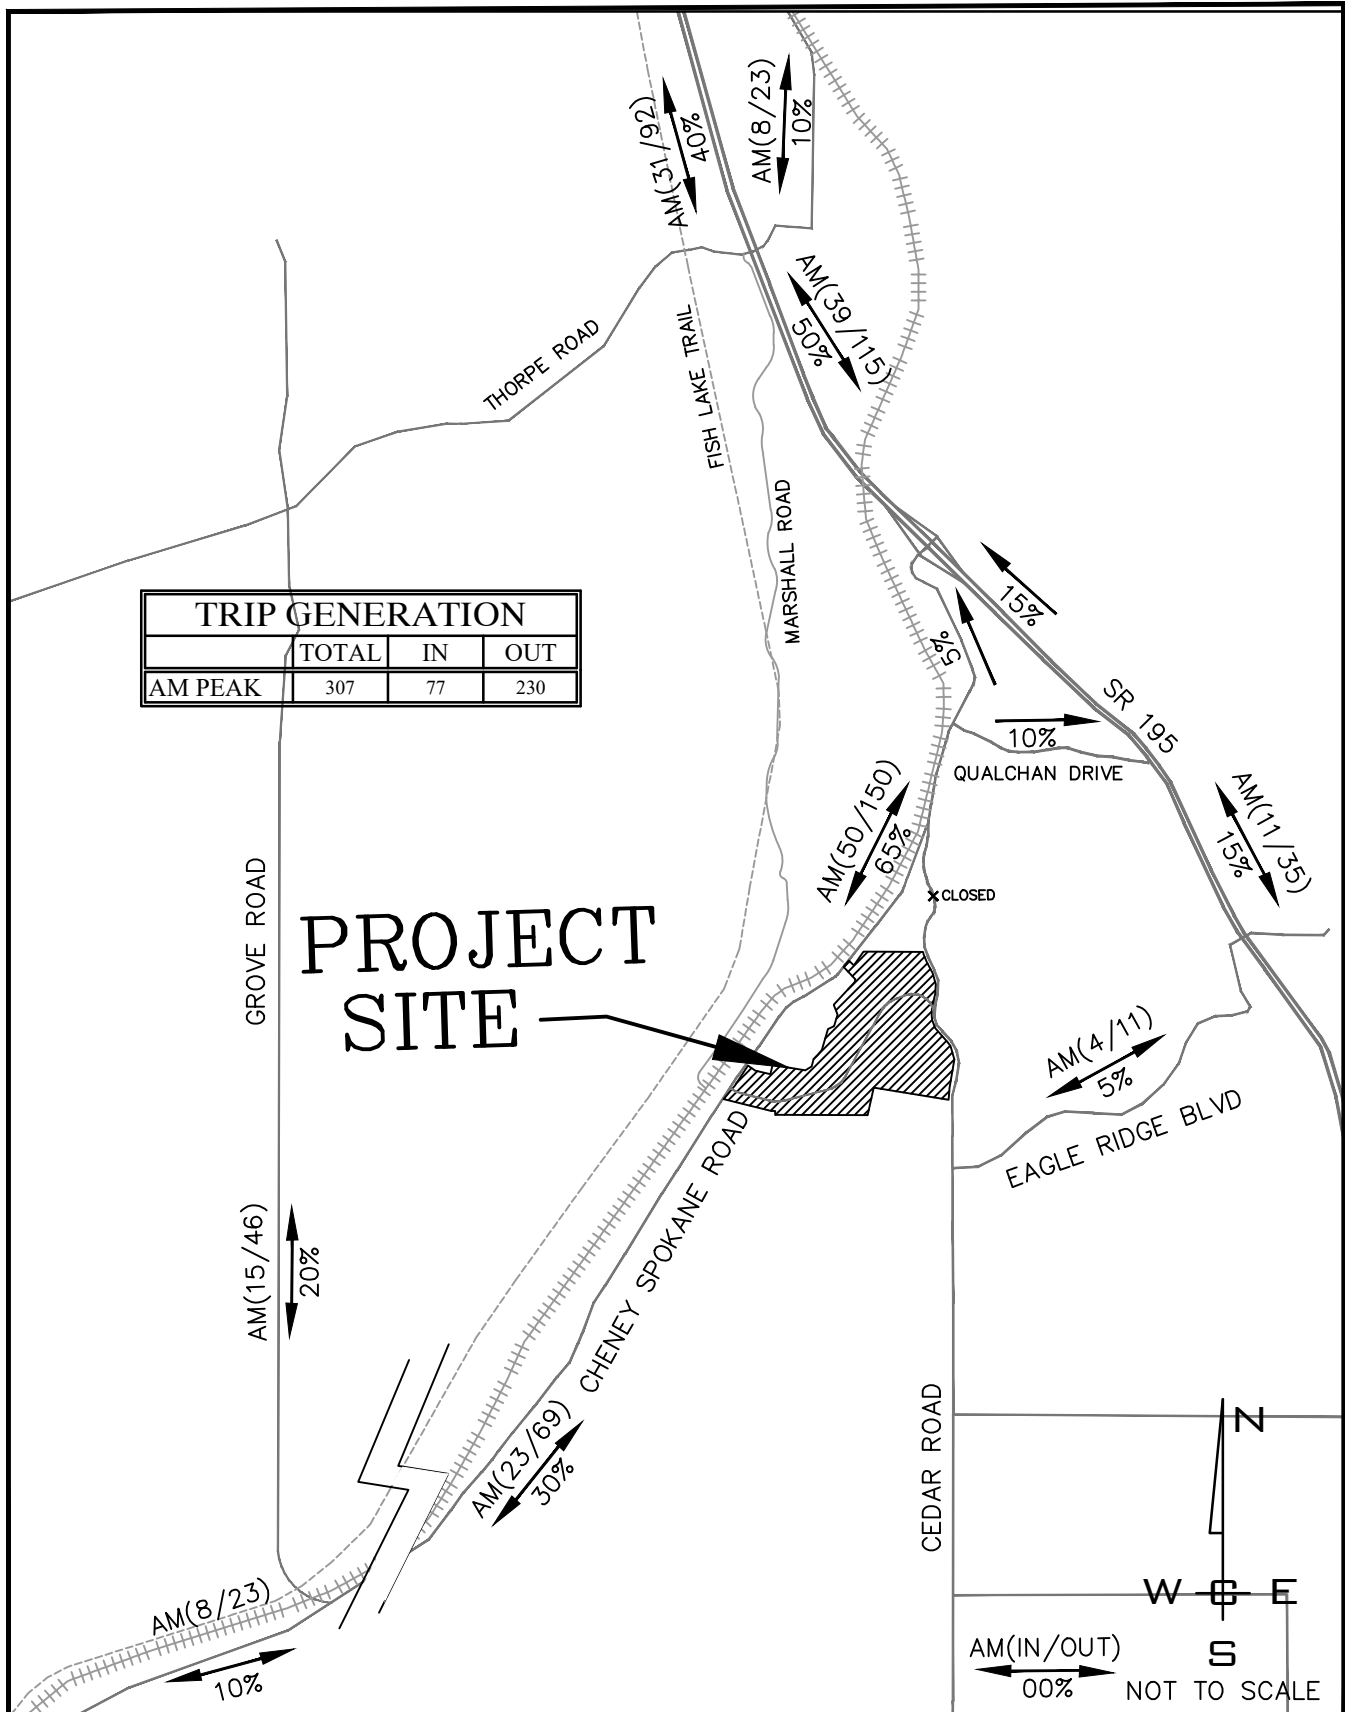 AM(31/92)
40%
AM(8/23)
10%
AM(39/115)
50%
THORPE ROAD
FISH LAKE TRAIL
MARSHALL ROAD
15%
5%
TRIP GENERATION
TOTAL IN OUT
AM PEAK 307 77 230
SR 195
10%
QUALCHAN DRIVE
AM(50/150)
65%
AM(11/35)
15%
CLOSED
GROVE ROAD
PROJECT
SITE
AM(4/11)
5%
EAGLE RIDGE BLVD
CHENEY SPOKANE ROAD
AM(15/46)
20%
AM(23/69)
30%
CEDAR ROAD
N
W C E
S
AM(8/23)
10%
AM(IN/OUT)
00%
NOT TO SCALE